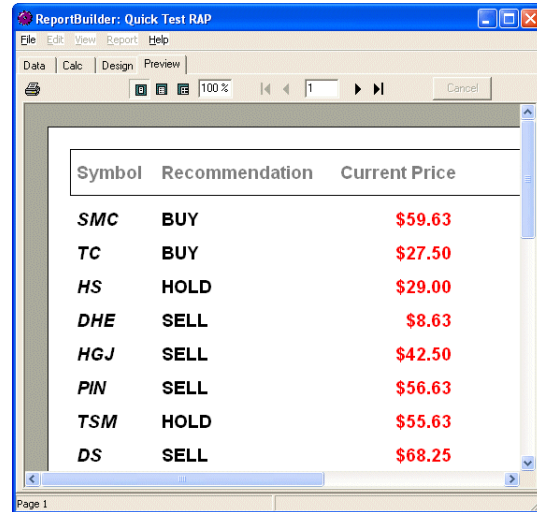 ReportBuilder: Quick Test RAP
File Edit View Report Help
Data Calc Design Preview
100 % 1 Cancel
Symbol Recommendation Current Price
SMC BUY $59.63
TC BUY $27.50
HS HOLD $29.00
DHE SELL $8.63
HGJ SELL $42.50
PIN SELL $56.63
TSM HOLD $55.63
DS SELL $68.25
Page 1